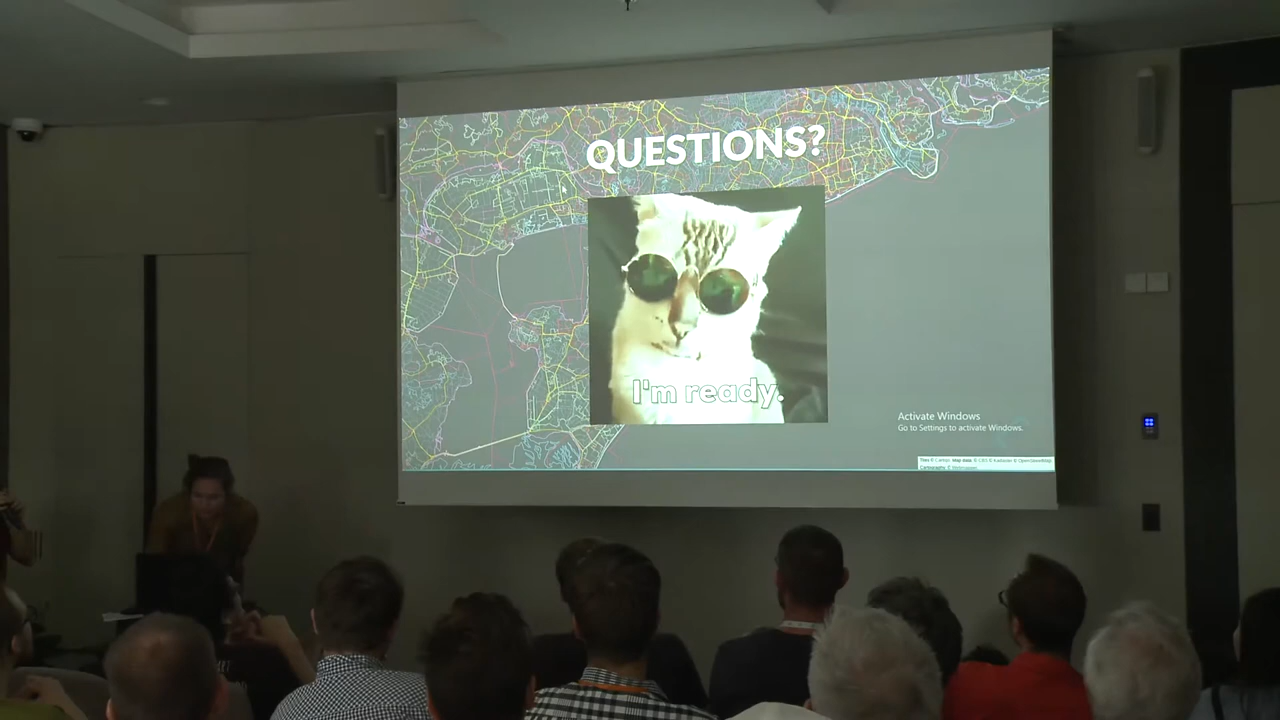 QUESTIONS?
I'm ready.
Activate Windows
Go to Settings to activate Windows.